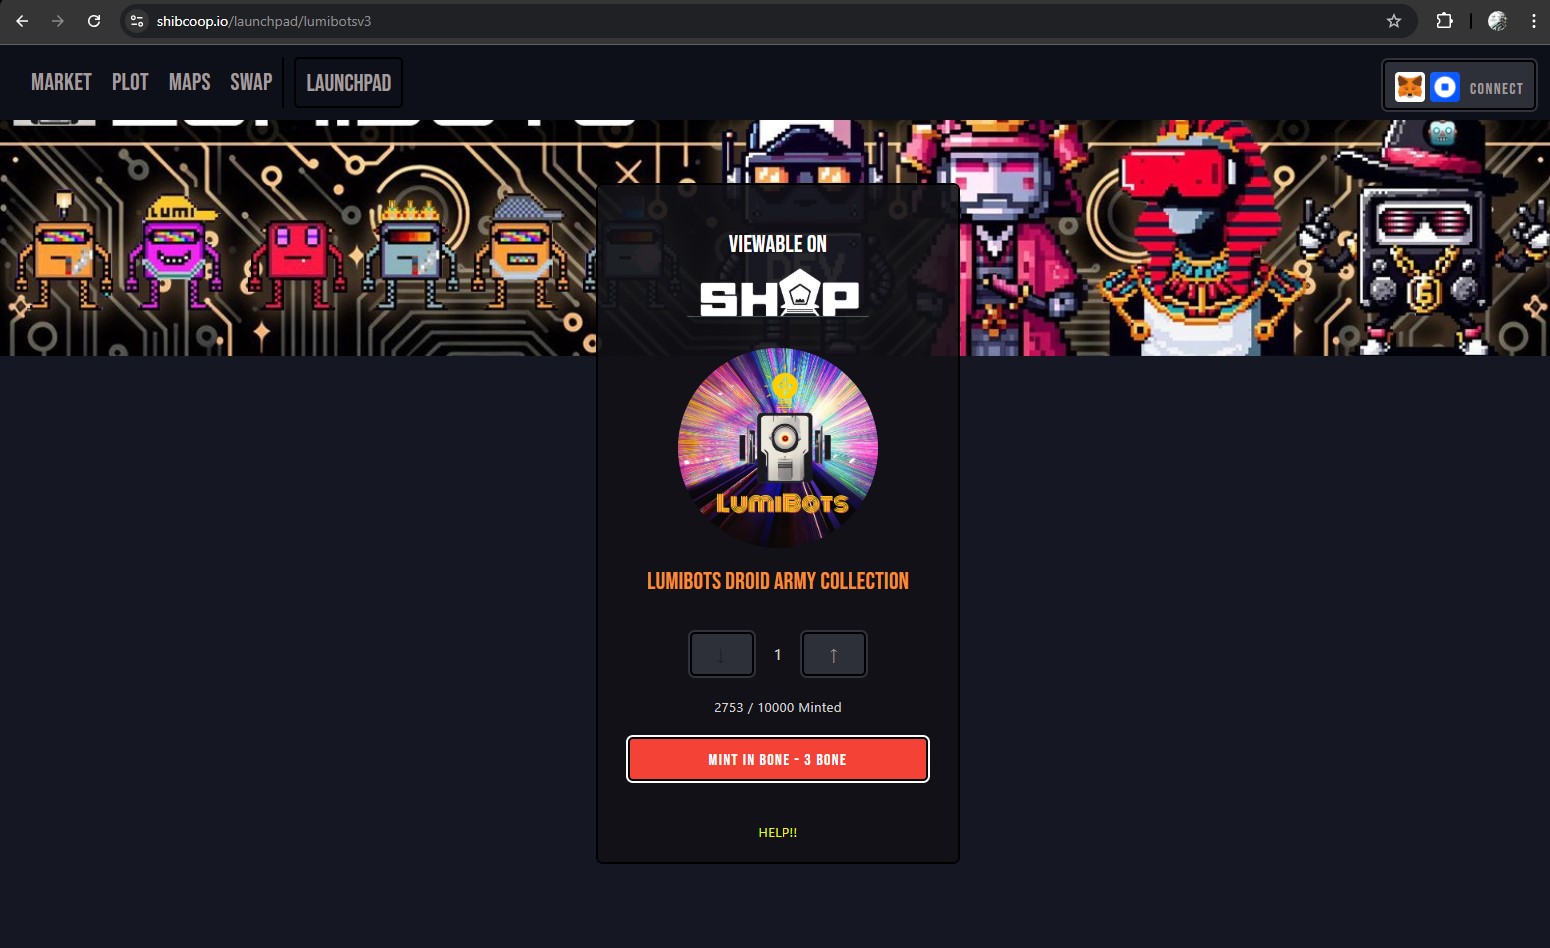 shibcoop.io/launchpad/lumibotsv3
MARKET PLOT MAPS SWAP LAUNCHPAD
CONNECT
LUMI
VIEWABLE ON
SHOP
LUMIBOTS
LUMIBOTS DROID ARMY COLLECTION
↓ 1 ↑
2753 / 10000 Minted
MINT IN BONE - 3 BONE
HELP!!